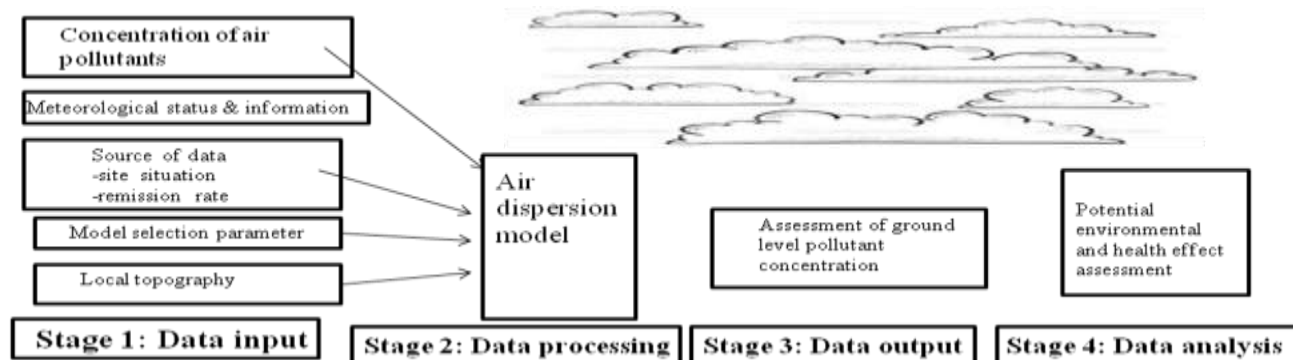 Concentration of air
pollutants
Meteorological status & information
Source of data
-site situation
-remission rate
Model selection parameter
Local topography
Stage 1: Data input
Air
dispersion
model
Stage 2: Data processing
Assessment of ground
level pollutant
concentration
Stage 3: Data output
Potential
environmental
and health effect
assessment
Stage 4: Data analysis